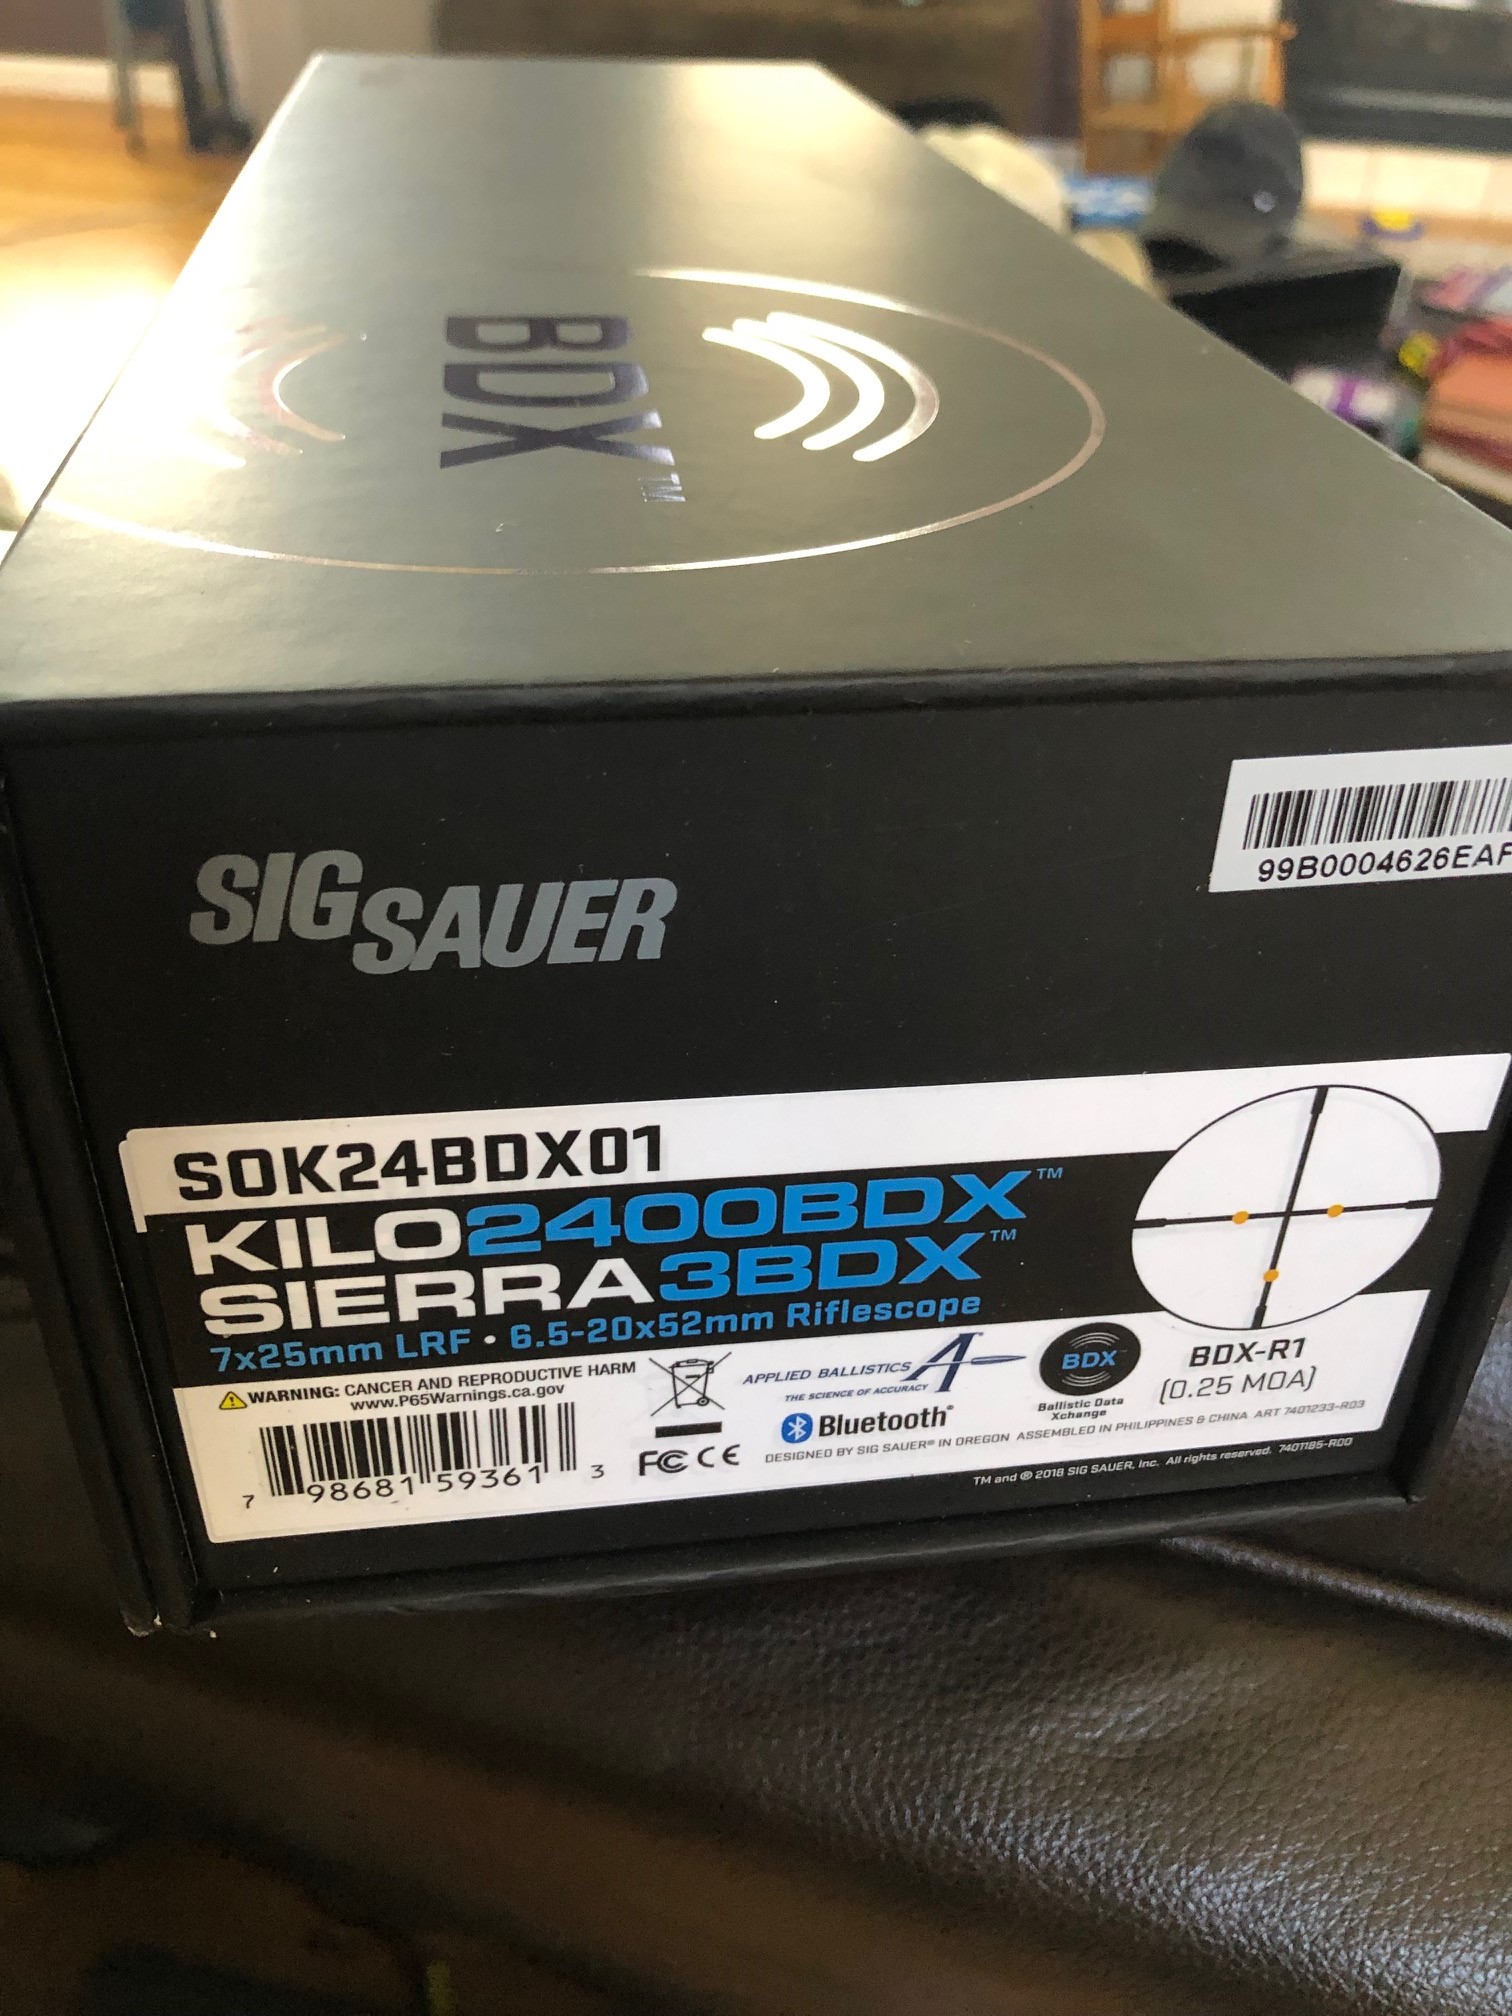 BDX™
SIG SAUER
99B0004626EAF
SOK24BDX01
KILO2400BDX™
SIERRA3BDX™
7x25mm LRF • 6.5-20x52mm Riflescope
WARNING: CANCER AND REPRODUCTIVE HARM
www.P65Warnings.ca.gov
7 98681 59361 3
FC CE
APPLIED BALLISTICS
THE SCIENCE OF ACCURACY
Bluetooth®
BDX™
Ballistic Data
Xchange
BDX-R1
(0.25 MOA)
DESIGNED BY SIG SAUER® IN OREGON ASSEMBLED IN PHILIPPINES & CHINA ART 7401233-R03
TM and ® 2018 SIG SAUER, Inc. All rights reserved. 7401185-R00